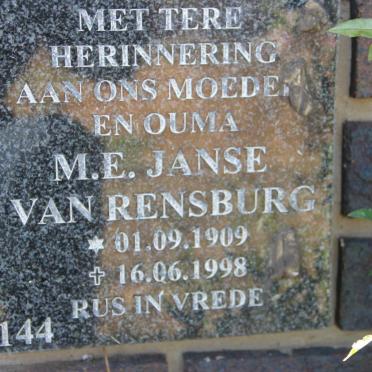 MET TERE
HERINNERING
AAN ONS MOEDER
EN OUMA
M.E. JANSE
VAN RENSBURG
* 01.09.1909
✝ 16.06.1998
RUS IN VREDE
144